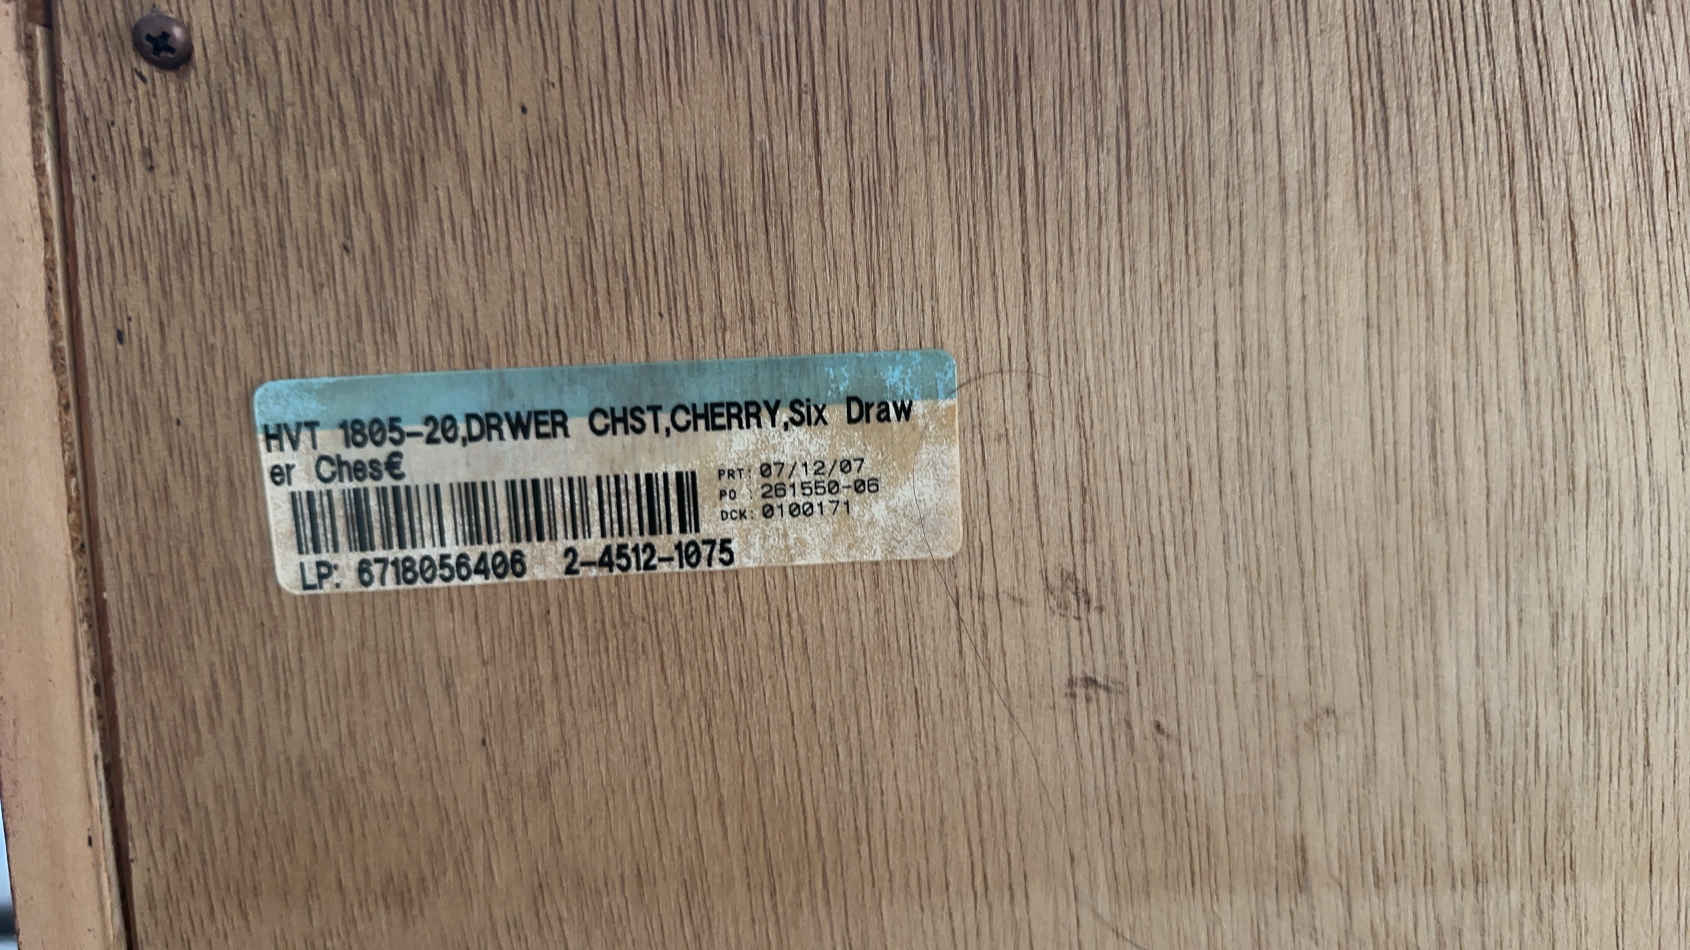 HVT 1805-20,DRWER CHST,CHERRY,Six Draw
er Ches€
PRT: 07/12/07
PO : 261550-06
DCK: 0100171
LP: 6718056406 2-4512-1075